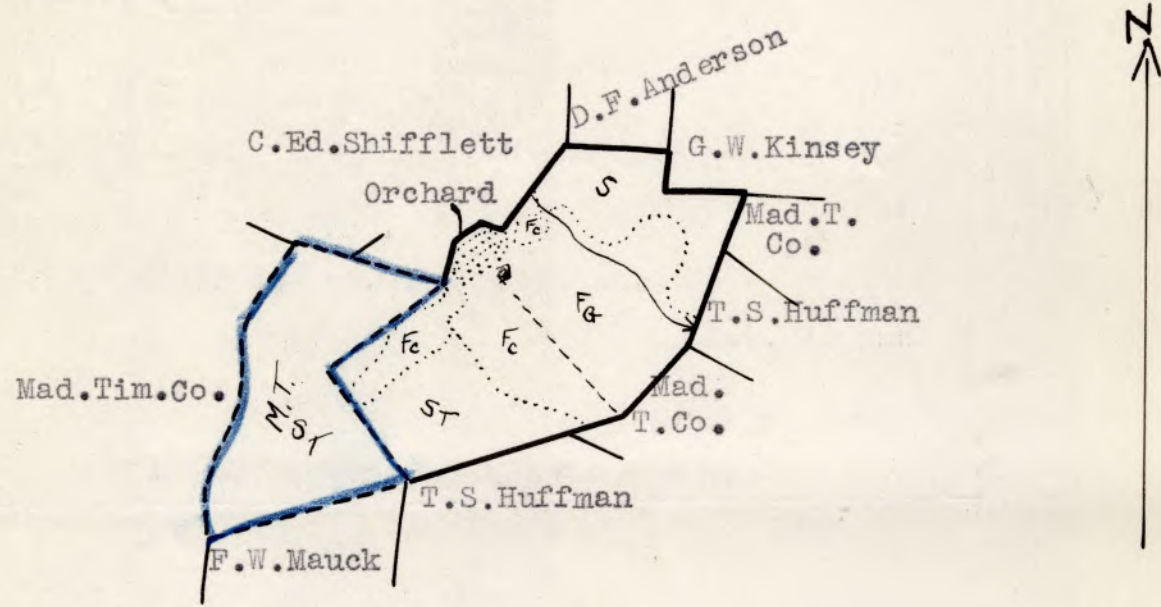 N
D.F.Anderson
C.Ed.Shifflett
G.W.Kinsey
Orchard
S
Fc
Mad.T.
Co.
FG
T.S.Huffman
Fc
Fc
Mad.Tim.Co.
M.T.
ST
ST
Mad.
T.Co.
T.S.Huffman
F.W.Mauck